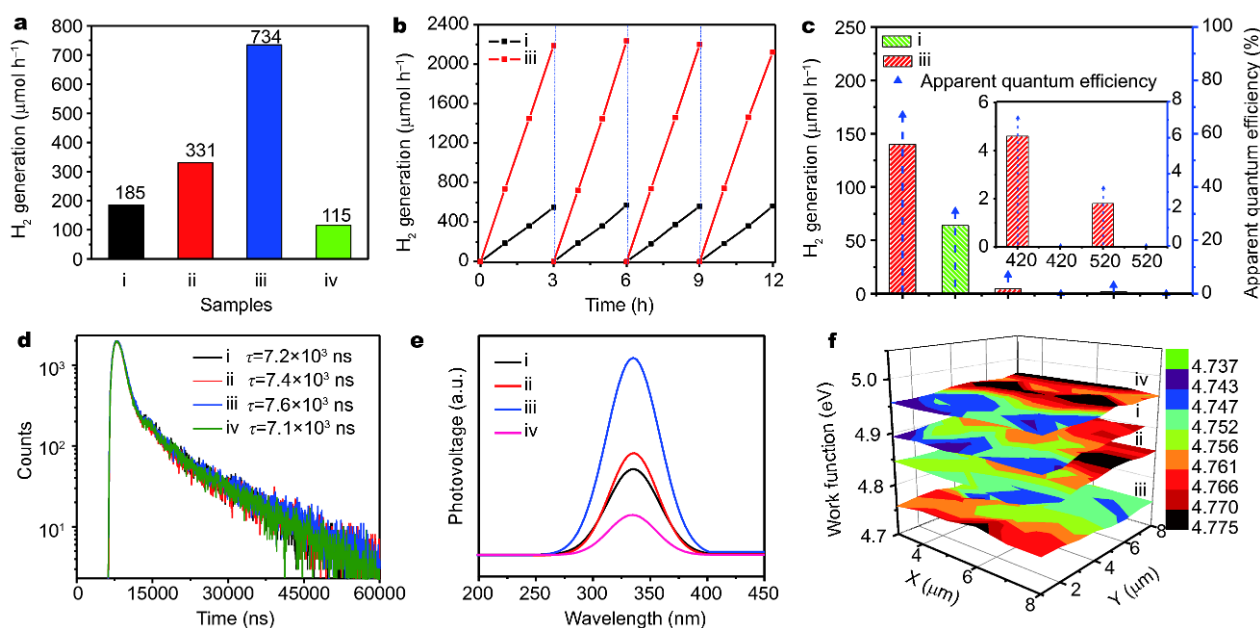 a
H₂ generation (μmol h⁻¹)
800
700
600
500
400
300
200
100
0
185
331
734
115
i
ii
iii
iv
Samples
b
H₂ generation (μmol h⁻¹)
2400
2000
1600
1200
800
400
0
i
iii
0
3
6
9
12
Time (h)
c
H₂ generation (μmol h⁻¹)
250
200
150
100
50
0
i
iii
Apparent quantum efficiency
6
4
2
0
8
6
4
2
0
420
420
520
520
100
80
60
40
20
0
Apparent quantum efficiency (%)
d
Counts
10³
10²
10¹
i τ=7.2×10³ ns
ii τ=7.4×10³ ns
iii τ=7.6×10³ ns
iv τ=7.1×10³ ns
0
15000
30000
45000
60000
Time (ns)
e
Photovoltage (a.u.)
i
ii
iii
iv
200
250
300
350
400
450
Wavelength (nm)
f
Work function (eV)
5.0
4.9
4.8
4.7
iv
i
ii
iii
4
6
8
X (μm)
2
4
6
8
Y (μm)
4.737
4.743
4.747
4.752
4.756
4.761
4.766
4.770
4.775